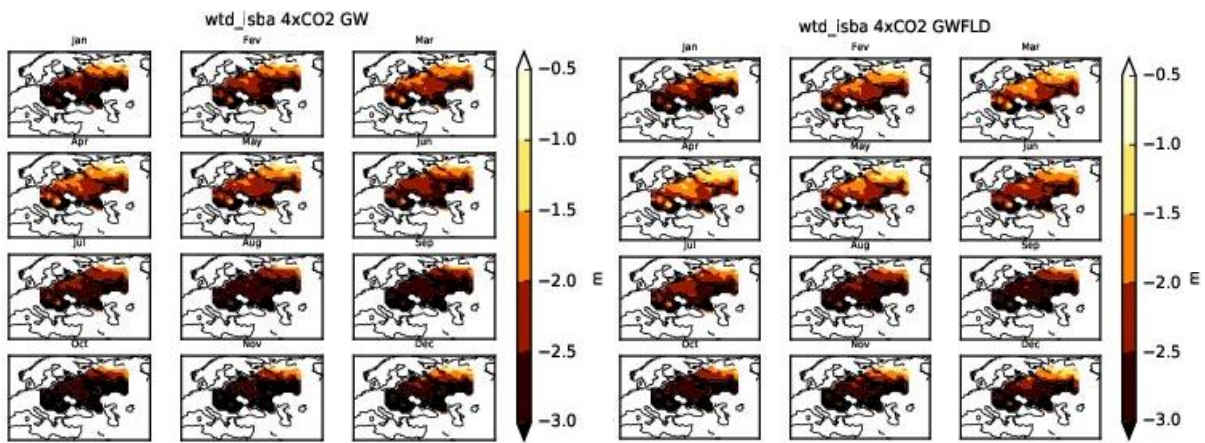 wtd_isba 4xCO2 GW
Jan Fev Mar
Apr May Jun
Jul Aug Sep
Oct Nov Dec
−0.5
−1.0
−1.5
−2.0
−2.5
−3.0
m
wtd_isba 4xCO2 GWFLD
Jan Fev Mar
Apr May Jun
Jul Aug Sep
Oct Nov Dec
−0.5
−1.0
−1.5
−2.0
−2.5
−3.0
m